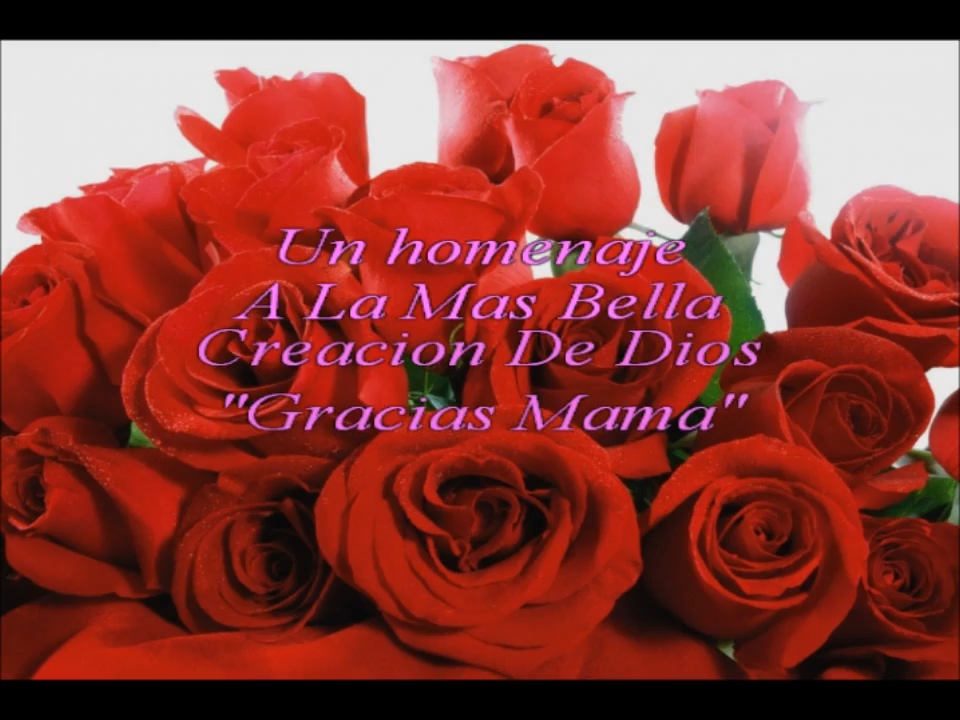 Un homenaje
A La Mas Bella
Creacion De Dios
"Gracias Mama"